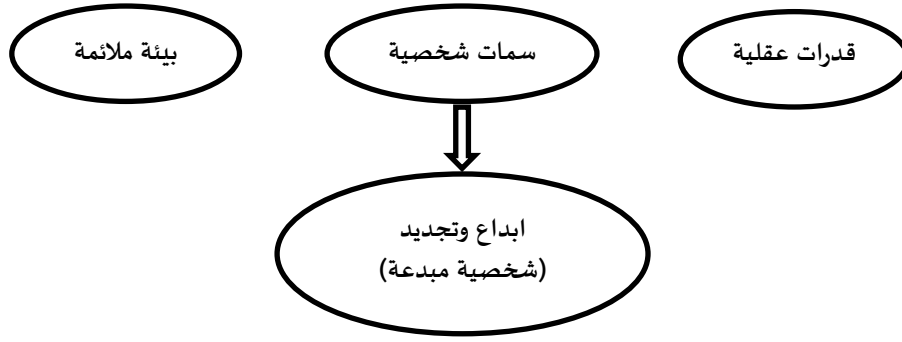 قدرات عقلية
سمات شخصية
بيئة ملائمة
ابداع وتجديد
(شخصية مبدعة)